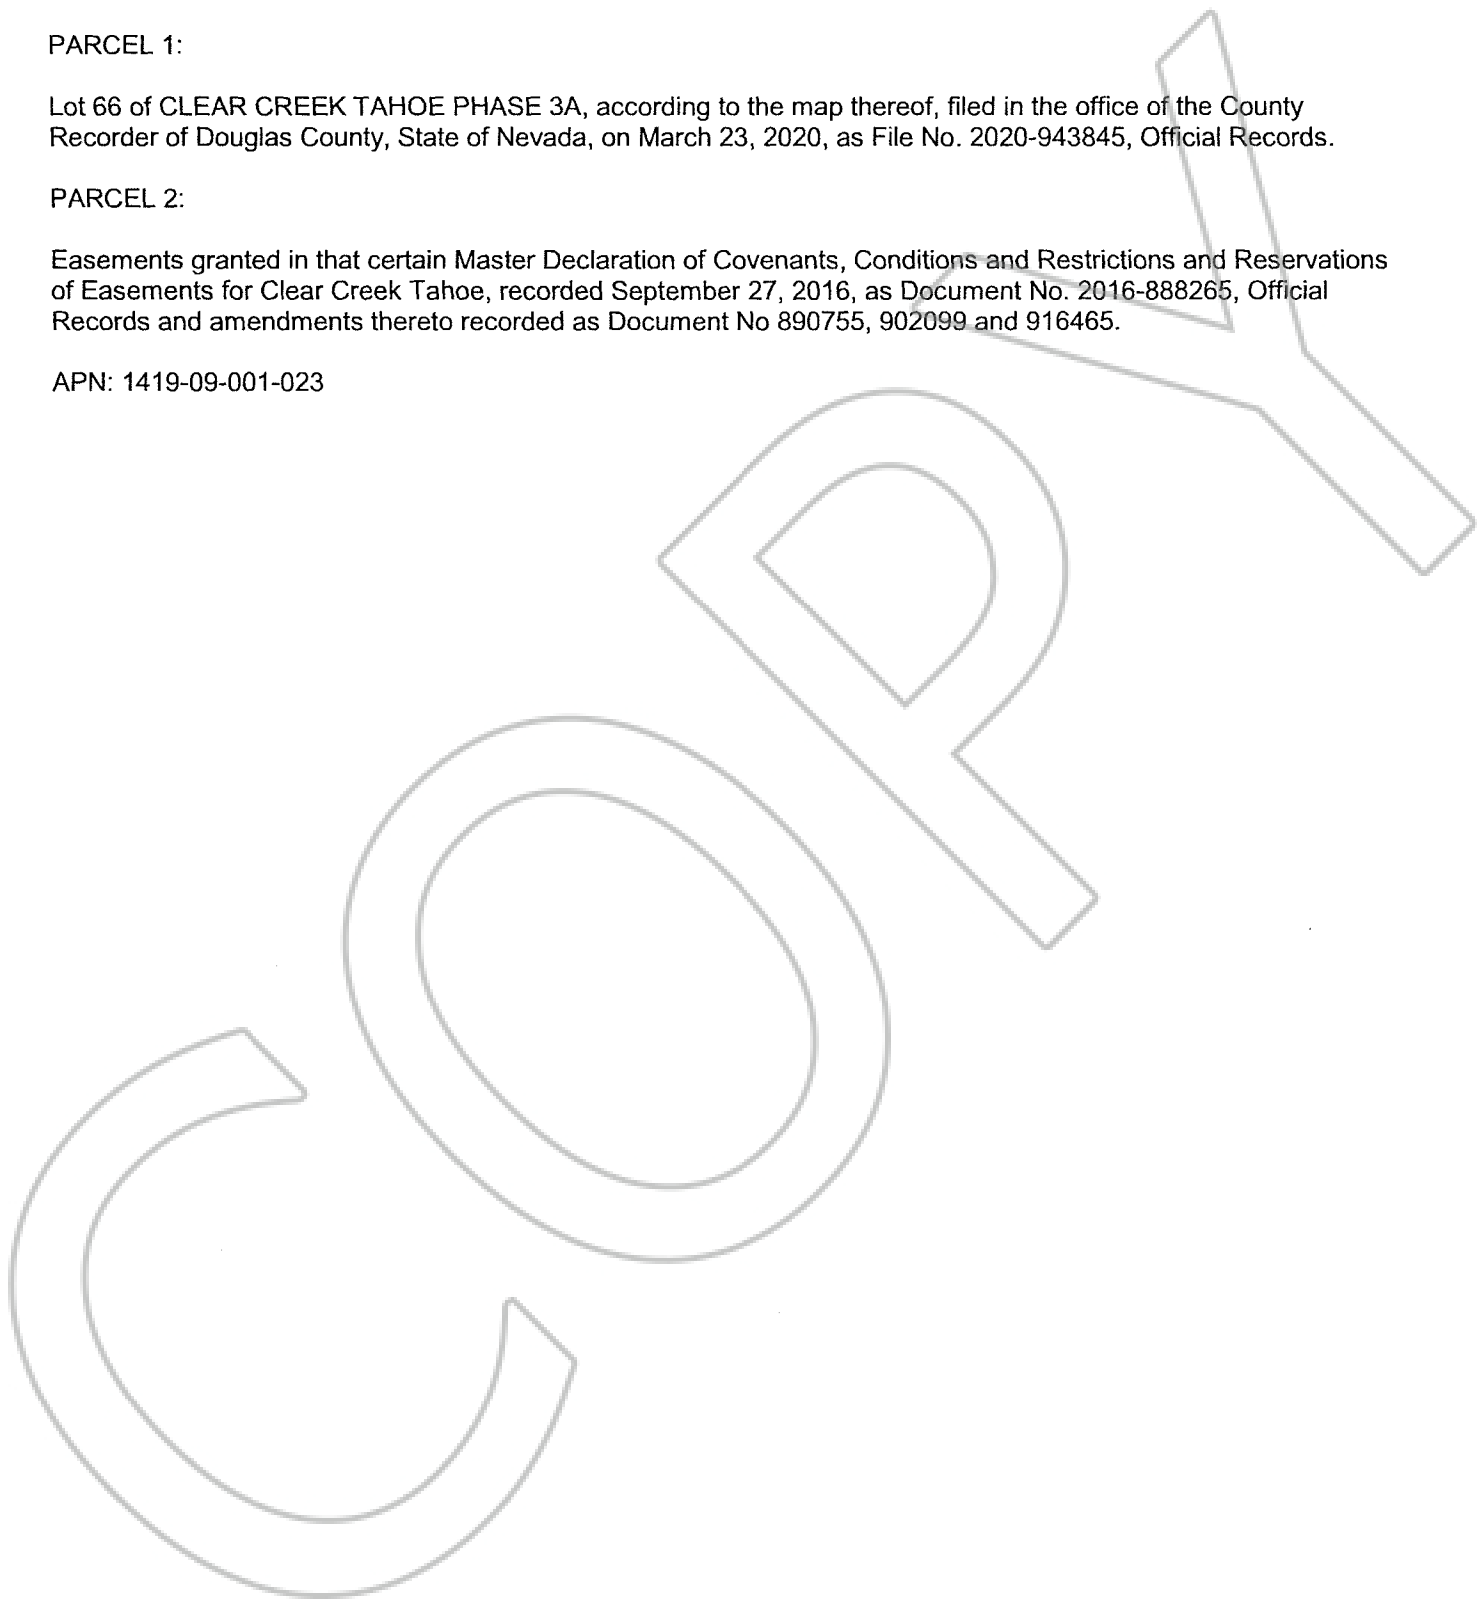 PARCEL 1:
Lot 66 of CLEAR CREEK TAHOE PHASE 3A, according to the map thereof, filed in the office of the County
Recorder of Douglas County, State of Nevada, on March 23, 2020, as File No. 2020-943845, Official Records.
PARCEL 2:
Easements granted in that certain Master Declaration of Covenants, Conditions and Restrictions and Reservations
of Easements for Clear Creek Tahoe, recorded September 27, 2016, as Document No. 2016-888265, Official
Records and amendments thereto recorded as Document No 890755, 902099 and 916465.
APN: 1419-09-001-023
COPY